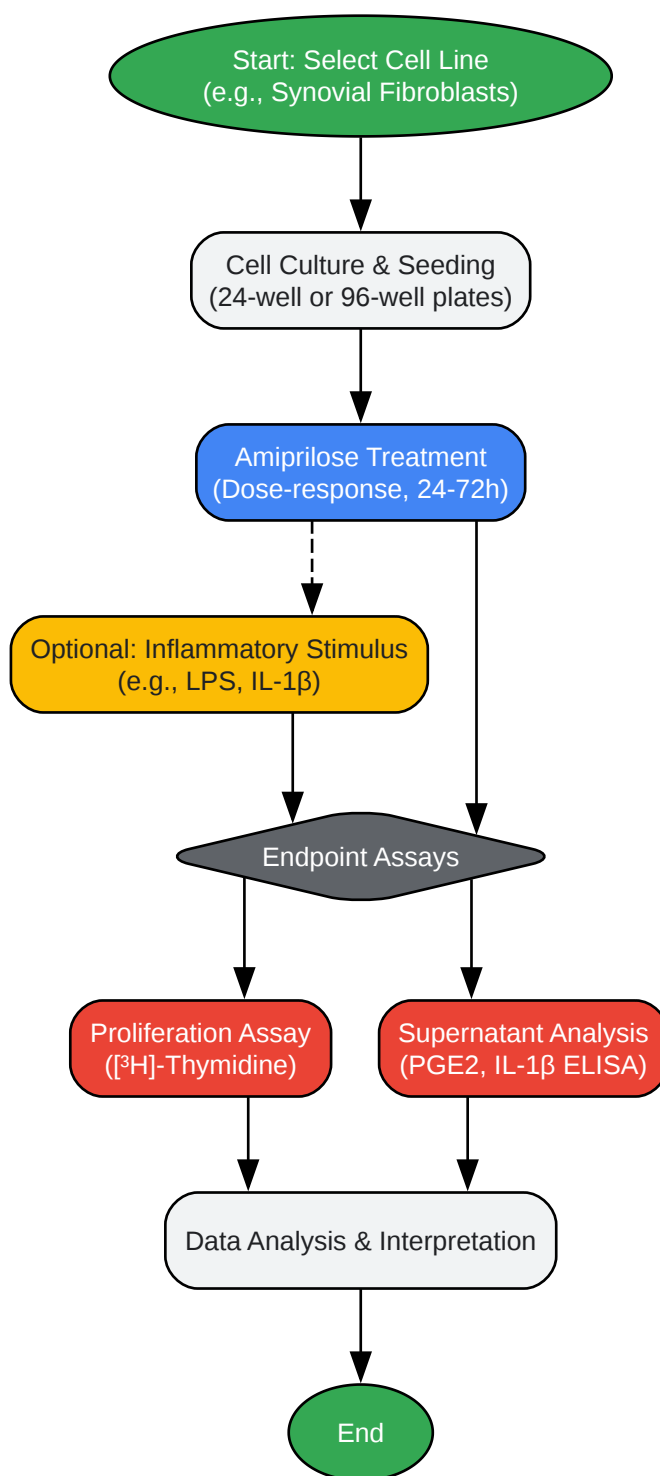 Start: Select Cell Line
(e.g., Synovial Fibroblasts)
Cell Culture & Seeding
(24-well or 96-well plates)
Amiprilose Treatment
(Dose-response, 24-72h)
Optional: Inflammatory Stimulus
(e.g., LPS, IL-1β)
Endpoint Assays
Proliferation Assay
([³H]-Thymidine)
Supernatant Analysis
(PGE2, IL-1β ELISA)
Data Analysis & Interpretation
End